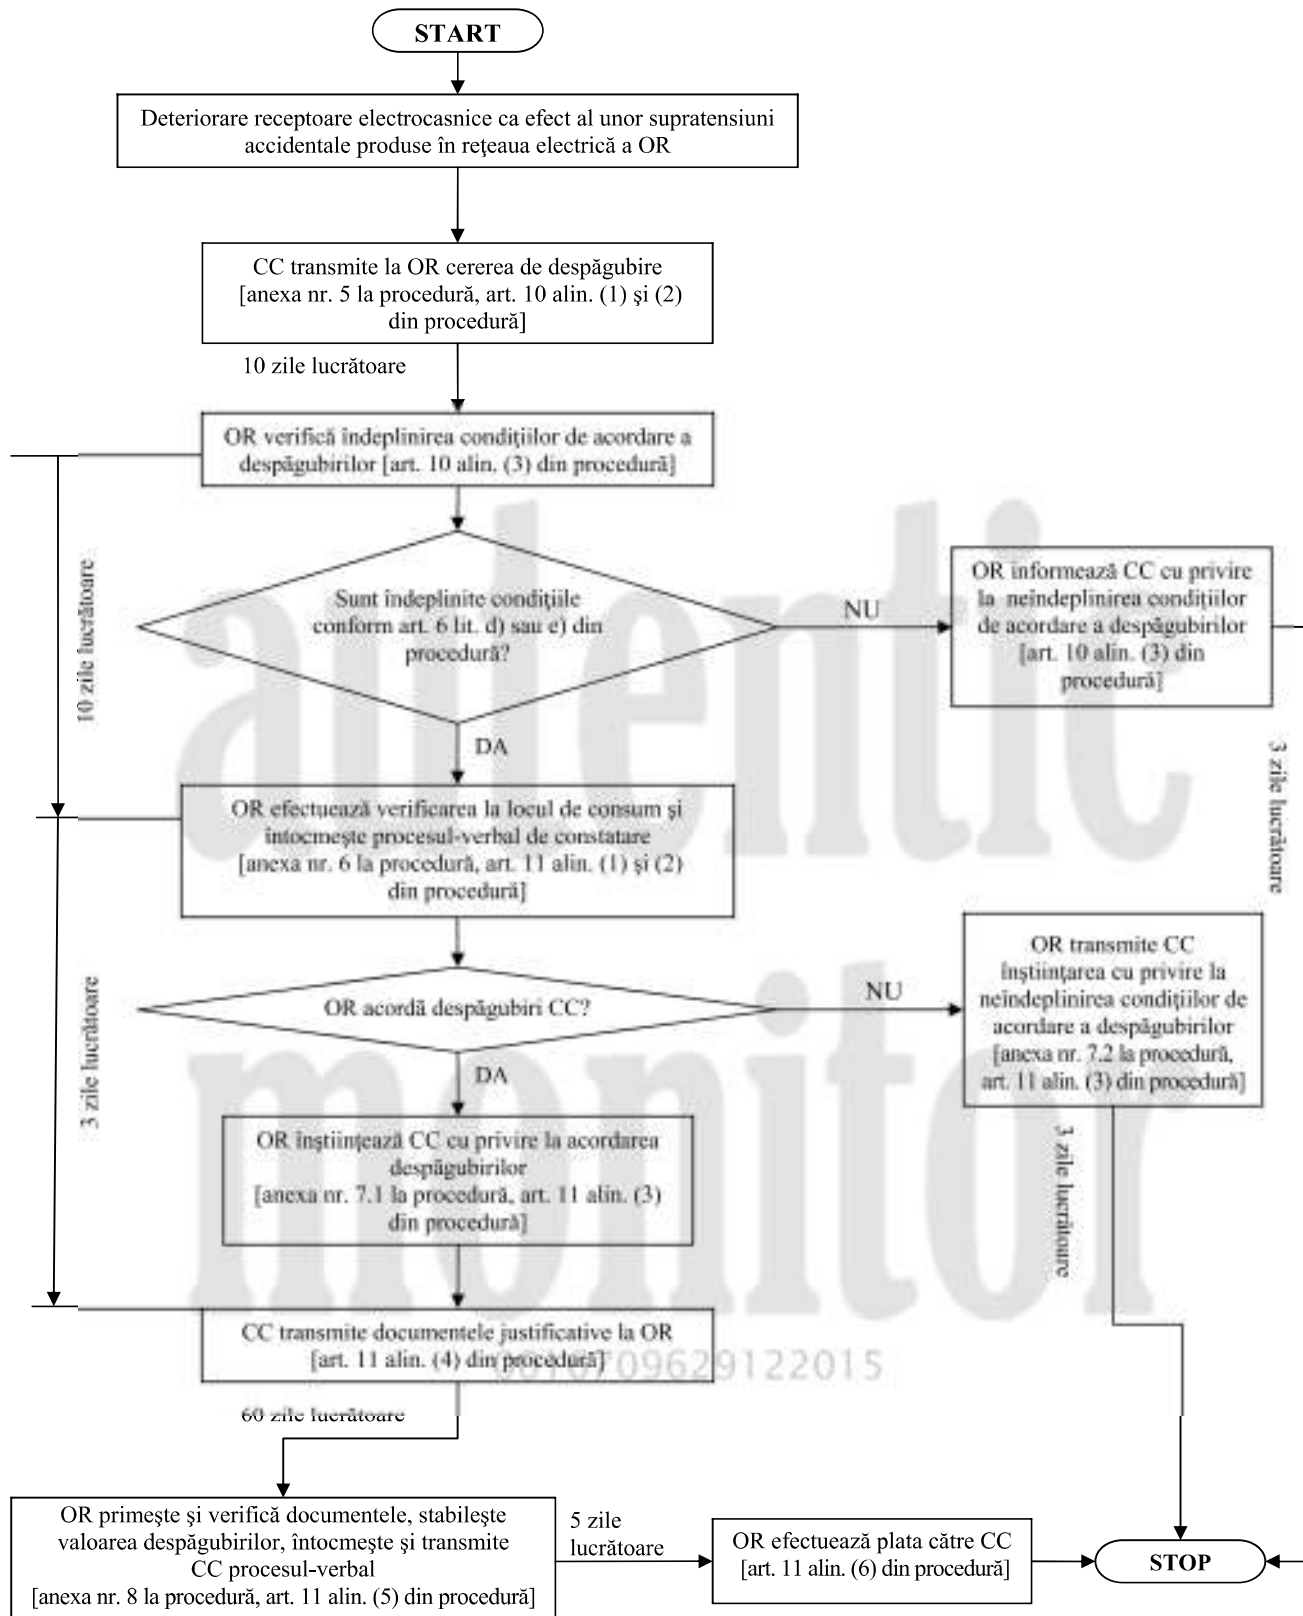 START
Deteriorare receptoare electrocasnice ca efect al unor supratensiuni
accidentale produse în reţeaua electrică a OR
CC transmite la OR cererea de despăgubire
[anexa nr. 5 la procedură, art. 10 alin. (1) şi (2)
din procedură]
10 zile lucrătoare
OR verifică îndeplinirea condiţiilor de acordare a
despăgubirilor [art. 10 alin. (3) din procedură]
10 zile lucrătoare
Sunt îndeplinite condiţiile
conform art. 6 lit. d) sau e) din
procedură?
NU
OR informează CC cu privire
la neîndeplinirea condiţiilor
de acordare a despăgubirilor
[art. 10 alin. (3) din
procedură]
3 zile lucrătoare
DA
OR efectuează verificarea la locul de consum şi
întocmeşte procesul-verbal de constatare
[anexa nr. 6 la procedură, art. 11 alin. (1) şi (2)
din procedură]
3 zile lucrătoare
OR acordă despăgubiri CC?
NU
OR transmite CC
înştiinţarea cu privire la
neîndeplinirea condiţiilor de
acordare a despăgubirilor
[anexa nr. 7.2 la procedură,
art. 11 alin. (3) din procedură]
3 zile lucrătoare
DA
OR înştiinţează CC cu privire la acordarea
despăgubirilor
[anexa nr. 7.1 la procedură, art. 11 alin. (3)
din procedură]
CC transmite documentele justificative la OR
[art. 11 alin. (4) din procedură]
60 zile lucrătoare
OR primeşte şi verifică documentele, stabileşte
valoarea despăgubirilor, întocmeşte şi transmite
CC procesul-verbal
[anexa nr. 8 la procedură, art. 11 alin. (5) din procedură]
5 zile
lucrătoare
OR efectuează plata către CC
[art. 11 alin. (6) din procedură]
STOP
autentic
monitor